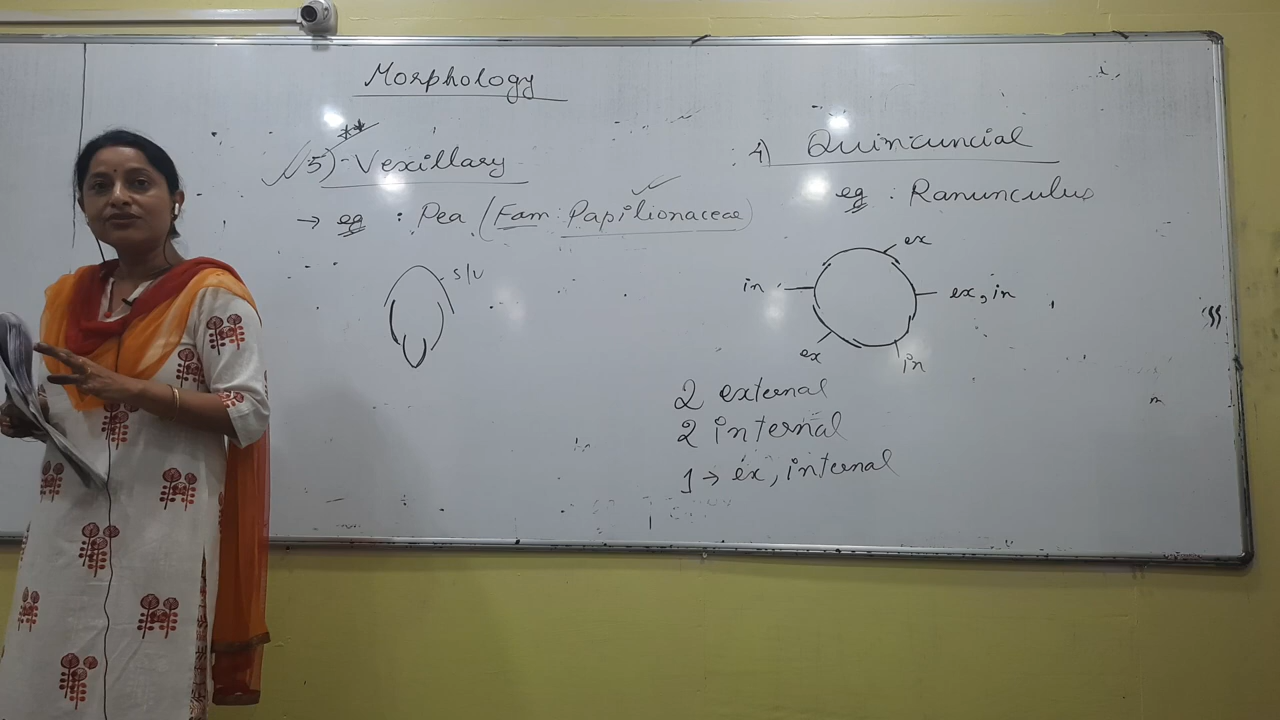 Morphology
5) Vexillary
→ eg : Pea (Fam: Papilionaceae)
S/V
4) Quincuncial
eg : Ranunculus
ex
in
ex, in
ex
in
2 external
2 internal
1 → ex, internal